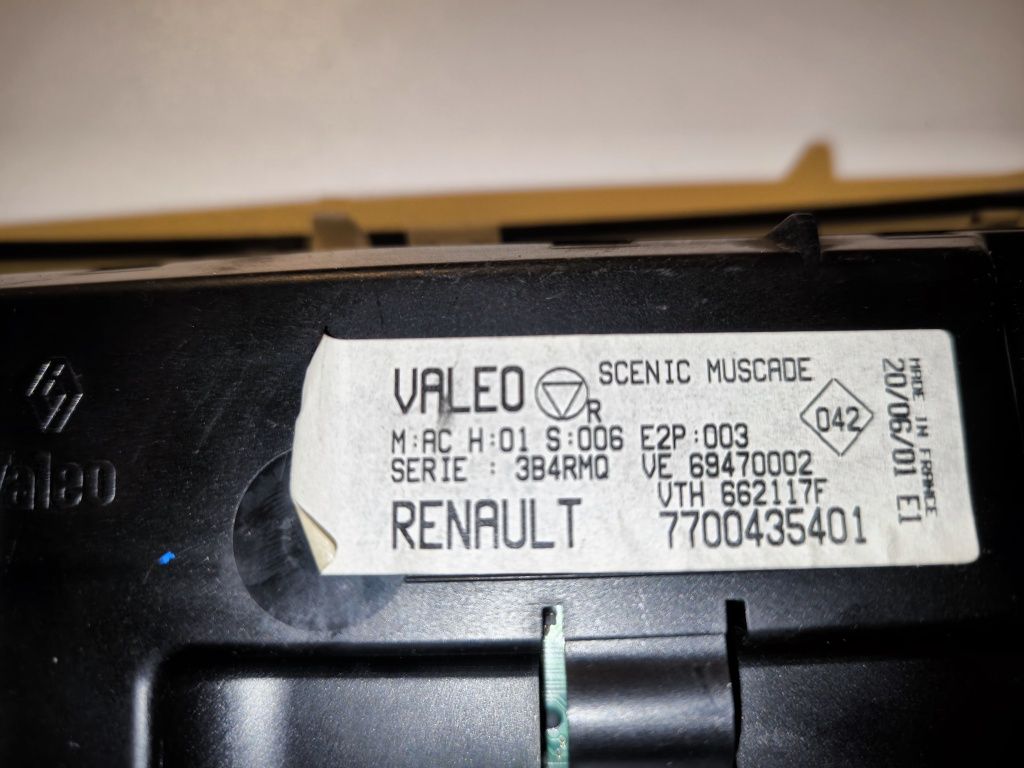 VALEO R SCENIC MUSCADE
M:AC H:01 S:006 E2P:003
042
SERIE : 3B4RMQ VE 69470002
VTH 662117F
RENAULT 7700435401
MADE IN FRANCE
20/06/01 E1
valeo